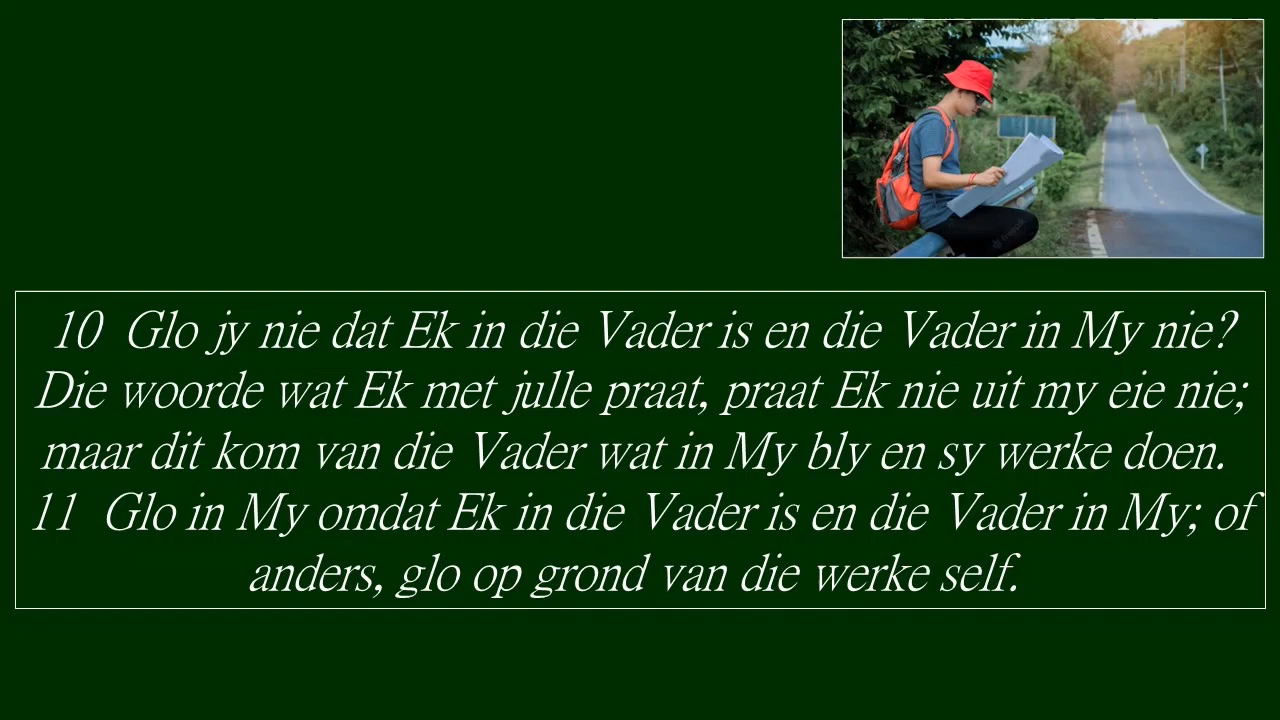 10 Glo jy nie dat Ek in die Vader is en die Vader in My nie?
Die woorde wat Ek met julle praat, praat Ek nie uit my eie nie;
maar dit kom van die Vader wat in My bly en sy werke doen.
11 Glo in My omdat Ek in die Vader is en die Vader in My; of
anders, glo op grond van die werke self.